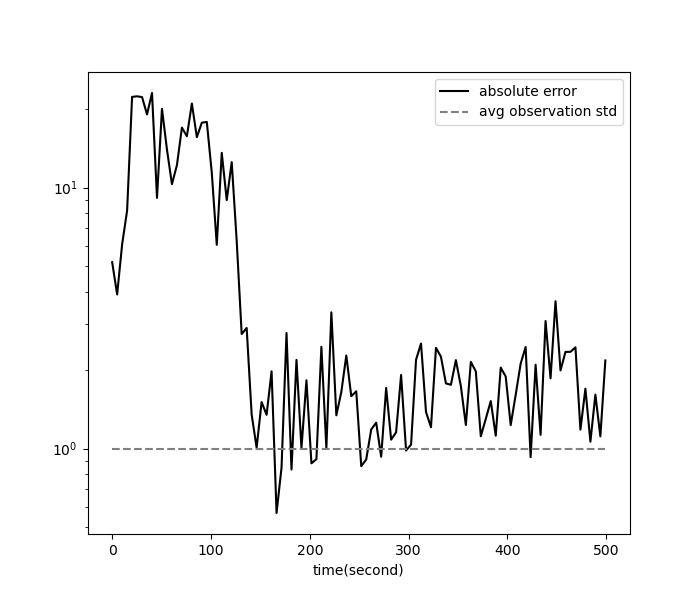 absolute error
avg observation std
10¹
10⁰
0 100 200 300 400 500
time(second)